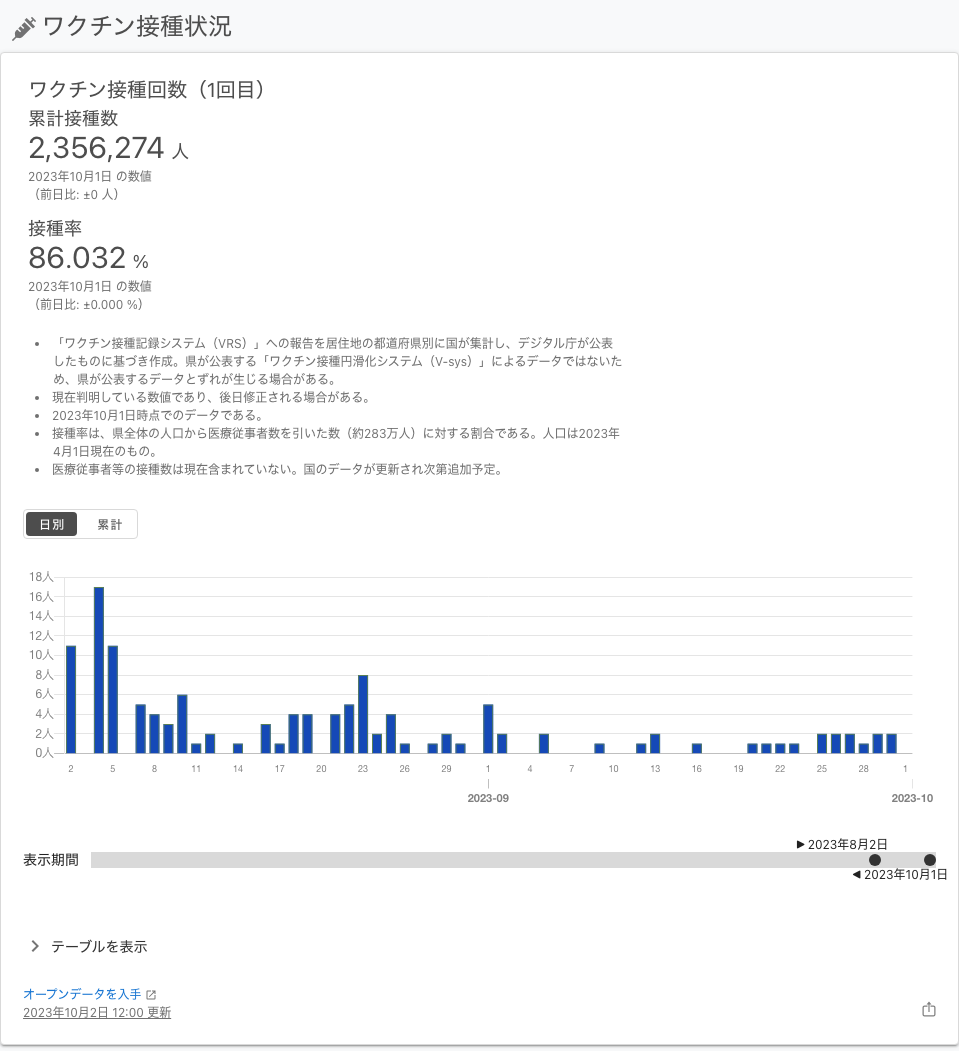 ワクチン接種状況
ワクチン接種回数（1回目）
累計接種数
2,356,274 人
2023年10月1日 の数値
（前日比: ±0 人）
接種率
86.032 %
2023年10月1日 の数値
（前日比: ±0.000 %）
• 「ワクチン接種記録システム（VRS）」への報告を居住地の都道府県別に国が集計し、デジタル庁が公表
したものに基づき作成。県が公表する「ワクチン接種円滑化システム（V-sys）」によるデータではないた
め、県が公表するデータとずれが生じる場合がある。
• 現在判明している数値であり、後日修正される場合がある。
• 2023年10月1日時点でのデータである。
• 接種率は、県全体の人口から医療従事者数を引いた数（約283万人）に対する割合である。人口は2023年
4月1日現在のもの。
• 医療従事者等の接種数は現在含まれていない。国のデータが更新され次第追加予定。
日別 累計
18人
16人
14人
12人
10人
8人
6人
4人
2人
0人
2 5 8 11 14 17 20 23 26 29 1 4 7 10 13 16 19 22 25 28 1
2023-09 2023-10
2023年8月2日
表示期間
2023年10月1日
テーブルを表示
オープンデータを入手
2023年10月2日 12:00 更新